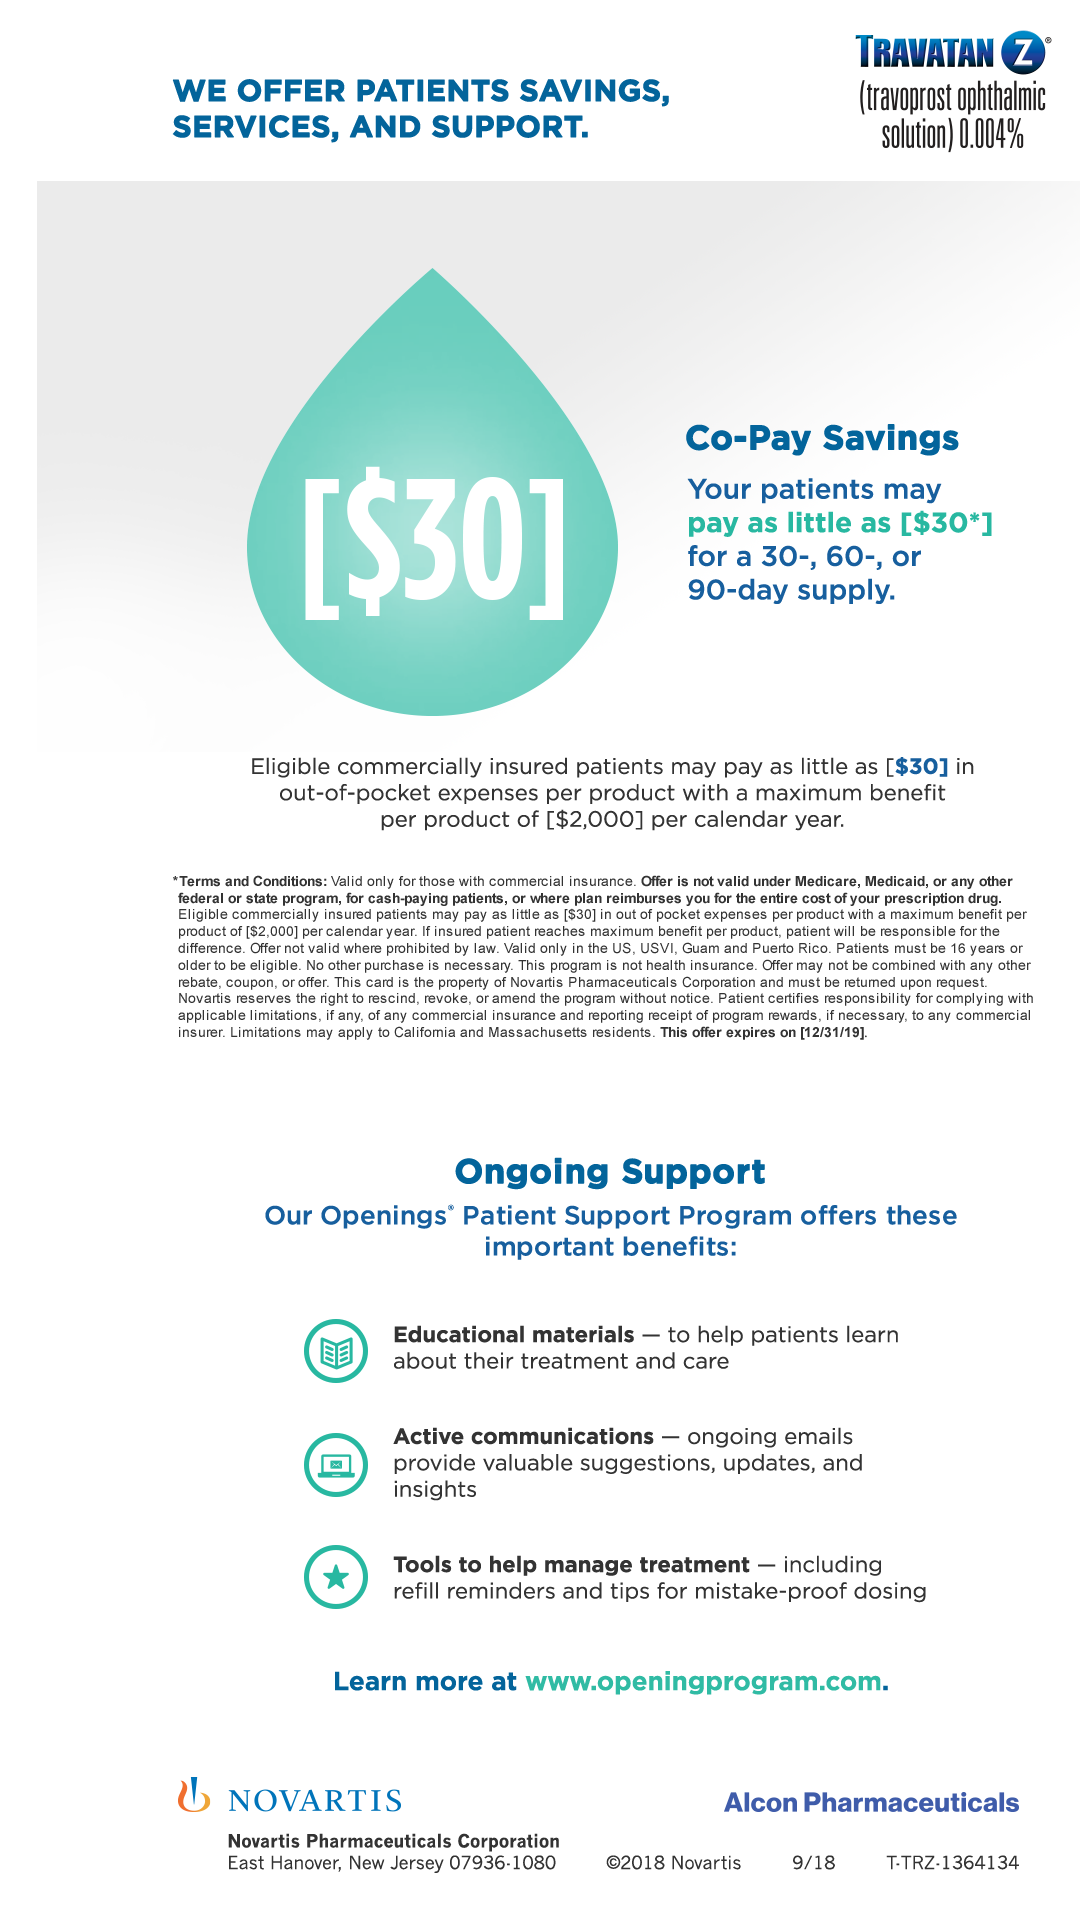 WE OFFER PATIENTS SAVINGS,
SERVICES, AND SUPPORT.
TRAVATAN Z®
(travoprost ophthalmic
solution) 0.004%
[$30]
Co-Pay Savings
Your patients may
pay as little as [$30*]
for a 30-, 60-, or
90-day supply.
Eligible commercially insured patients may pay as little as [$30] in
out-of-pocket expenses per product with a maximum benefit
per product of [$2,000] per calendar year.
*Terms and Conditions: Valid only for those with commercial insurance. Offer is not valid under Medicare, Medicaid, or any other
federal or state program, for cash-paying patients, or where plan reimburses you for the entire cost of your prescription drug.
Eligible commercially insured patients may pay as little as [$30] in out of pocket expenses per product with a maximum benefit per
product of [$2,000] per calendar year. If insured patient reaches maximum benefit per product, patient will be responsible for the
difference. Offer not valid where prohibited by law. Valid only in the US, USVI, Guam and Puerto Rico. Patients must be 16 years or
older to be eligible. No other purchase is necessary. This program is not health insurance. Offer may not be combined with any other
rebate, coupon, or offer. This card is the property of Novartis Pharmaceuticals Corporation and must be returned upon request.
Novartis reserves the right to rescind, revoke, or amend the program without notice. Patient certifies responsibility for complying with
applicable limitations, if any, of any commercial insurance and reporting receipt of program rewards, if necessary, to any commercial
insurer. Limitations may apply to California and Massachusetts residents. This offer expires on [12/31/19].
Ongoing Support
Our Openings® Patient Support Program offers these
important benefits:
Educational materials — to help patients learn
about their treatment and care
Active communications — ongoing emails
provide valuable suggestions, updates, and
insights
Tools to help manage treatment — including
refill reminders and tips for mistake-proof dosing
Learn more at www.openingprogram.com.
NOVARTIS
Alcon Pharmaceuticals
Novartis Pharmaceuticals Corporation
East Hanover, New Jersey 07936-1080 ©2018 Novartis 9/18 T-TRZ-1364134